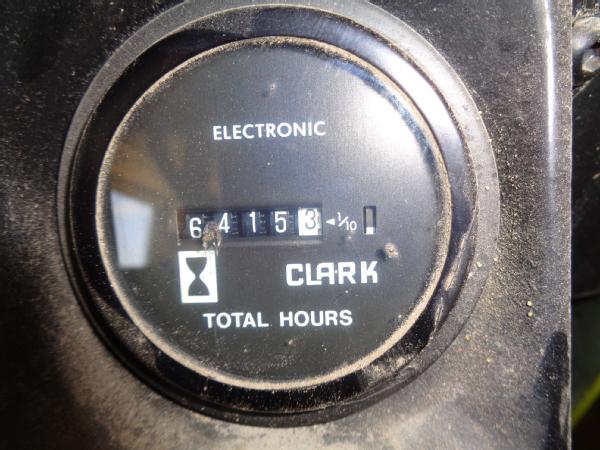 ELECTRONIC
64153 ◄1/10
CLARK
TOTAL HOURS